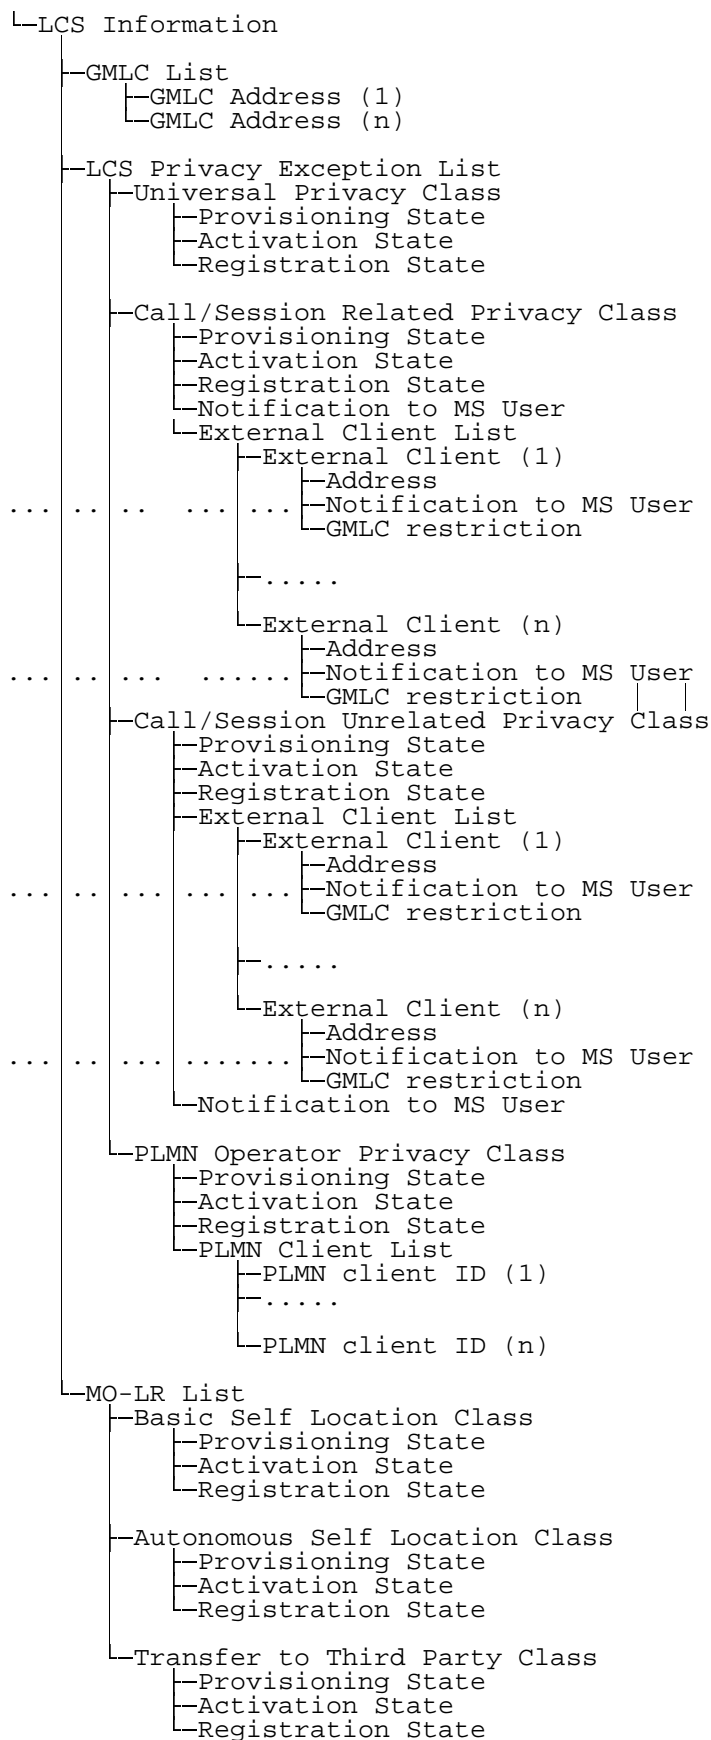 LCS Information
GMLC List
GMLC Address (1)
GMLC Address (n)
LCS Privacy Exception List
Universal Privacy Class
Provisioning State
Activation State
Registration State
Call/Session Related Privacy Class
Provisioning State
Activation State
Registration State
Notification to MS User
External Client List
External Client (1)
Address
... .. .. ... ... Notification to MS User
GMLC restriction
.....
External Client (n)
Address
... .. ... ...... Notification to MS User
GMLC restriction
Call/Session Unrelated Privacy Class
Provisioning State
Activation State
Registration State
External Client List
External Client (1)
Address
... .. ... ... ... Notification to MS User
GMLC restriction
.....
External Client (n)
Address
... .. ... ....... Notification to MS User
GMLC restriction
Notification to MS User
PLMN Operator Privacy Class
Provisioning State
Activation State
Registration State
PLMN Client List
PLMN client ID (1)
.....
PLMN client ID (n)
MO-LR List
Basic Self Location Class
Provisioning State
Activation State
Registration State
Autonomous Self Location Class
Provisioning State
Activation State
Registration State
Transfer to Third Party Class
Provisioning State
Activation State
Registration State